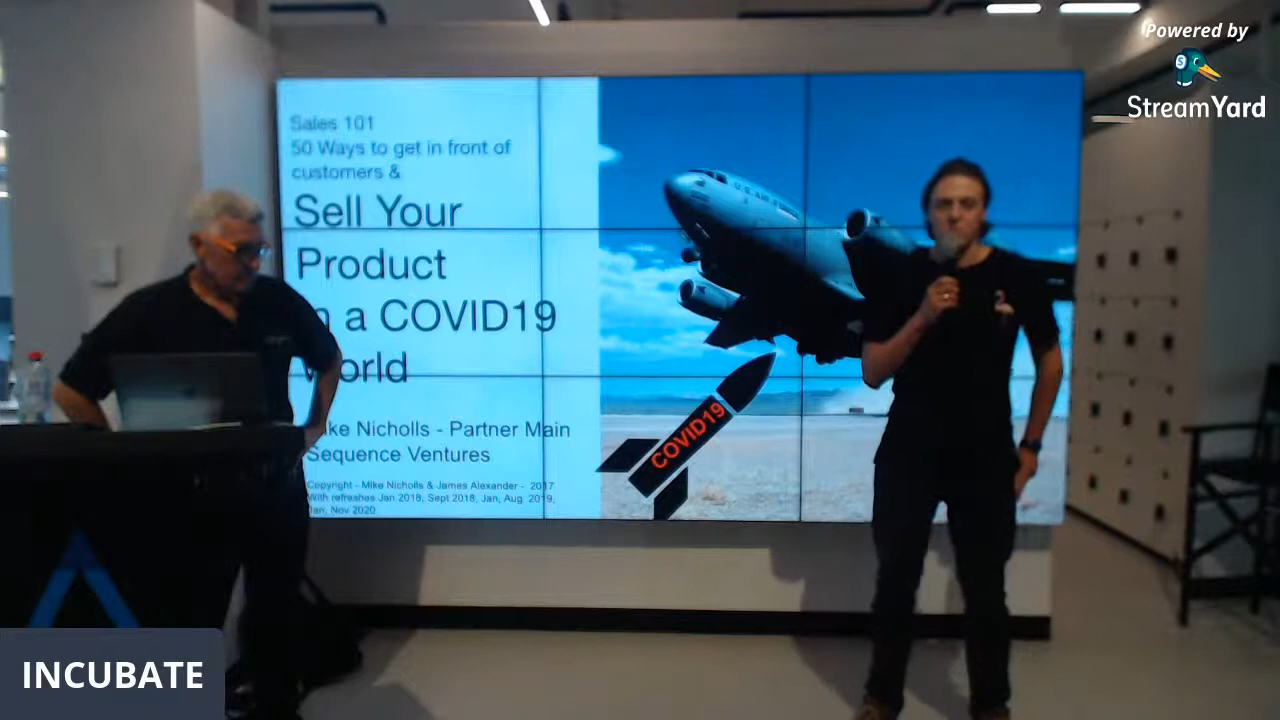 Powered by
StreamYard
Sales 101
50 Ways to get in front of
customers &
Sell Your
Product
a COVID19
Nicholls - Partner Main
Sequence Ventures
Copyright - Mike Nicholls & James Alexander - 2017
With refreshes Jan 2018, Sept 2018, Jan, Aug 2019,
Jan, Nov 2020
U.S. AIR
COVID19
INCUBATE